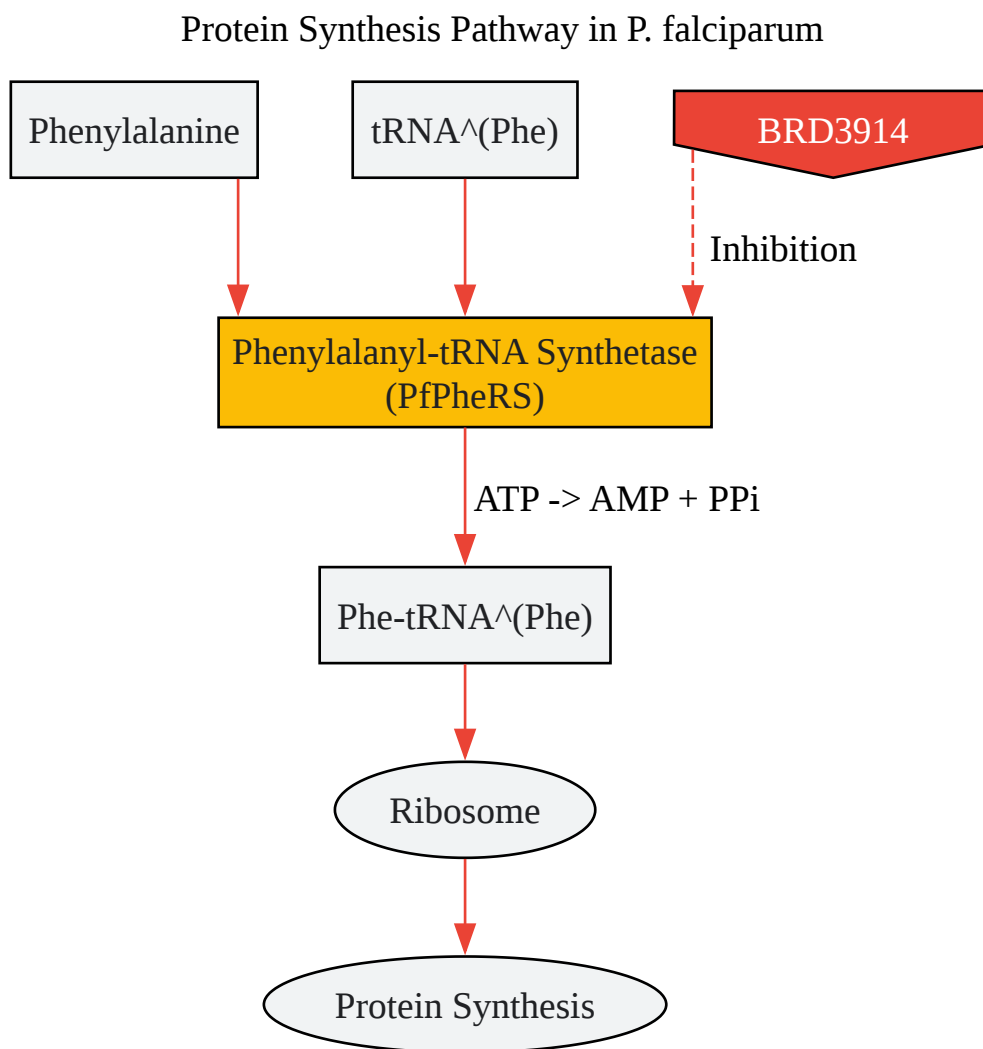 Protein Synthesis Pathway in P. falciparum
Phenylalanine
tRNA^(Phe)
BRD3914
Inhibition
Phenylalanyl-tRNA Synthetase
(PfPheRS)
ATP -> AMP + PPi
Phe-tRNA^(Phe)
Ribosome
Protein Synthesis